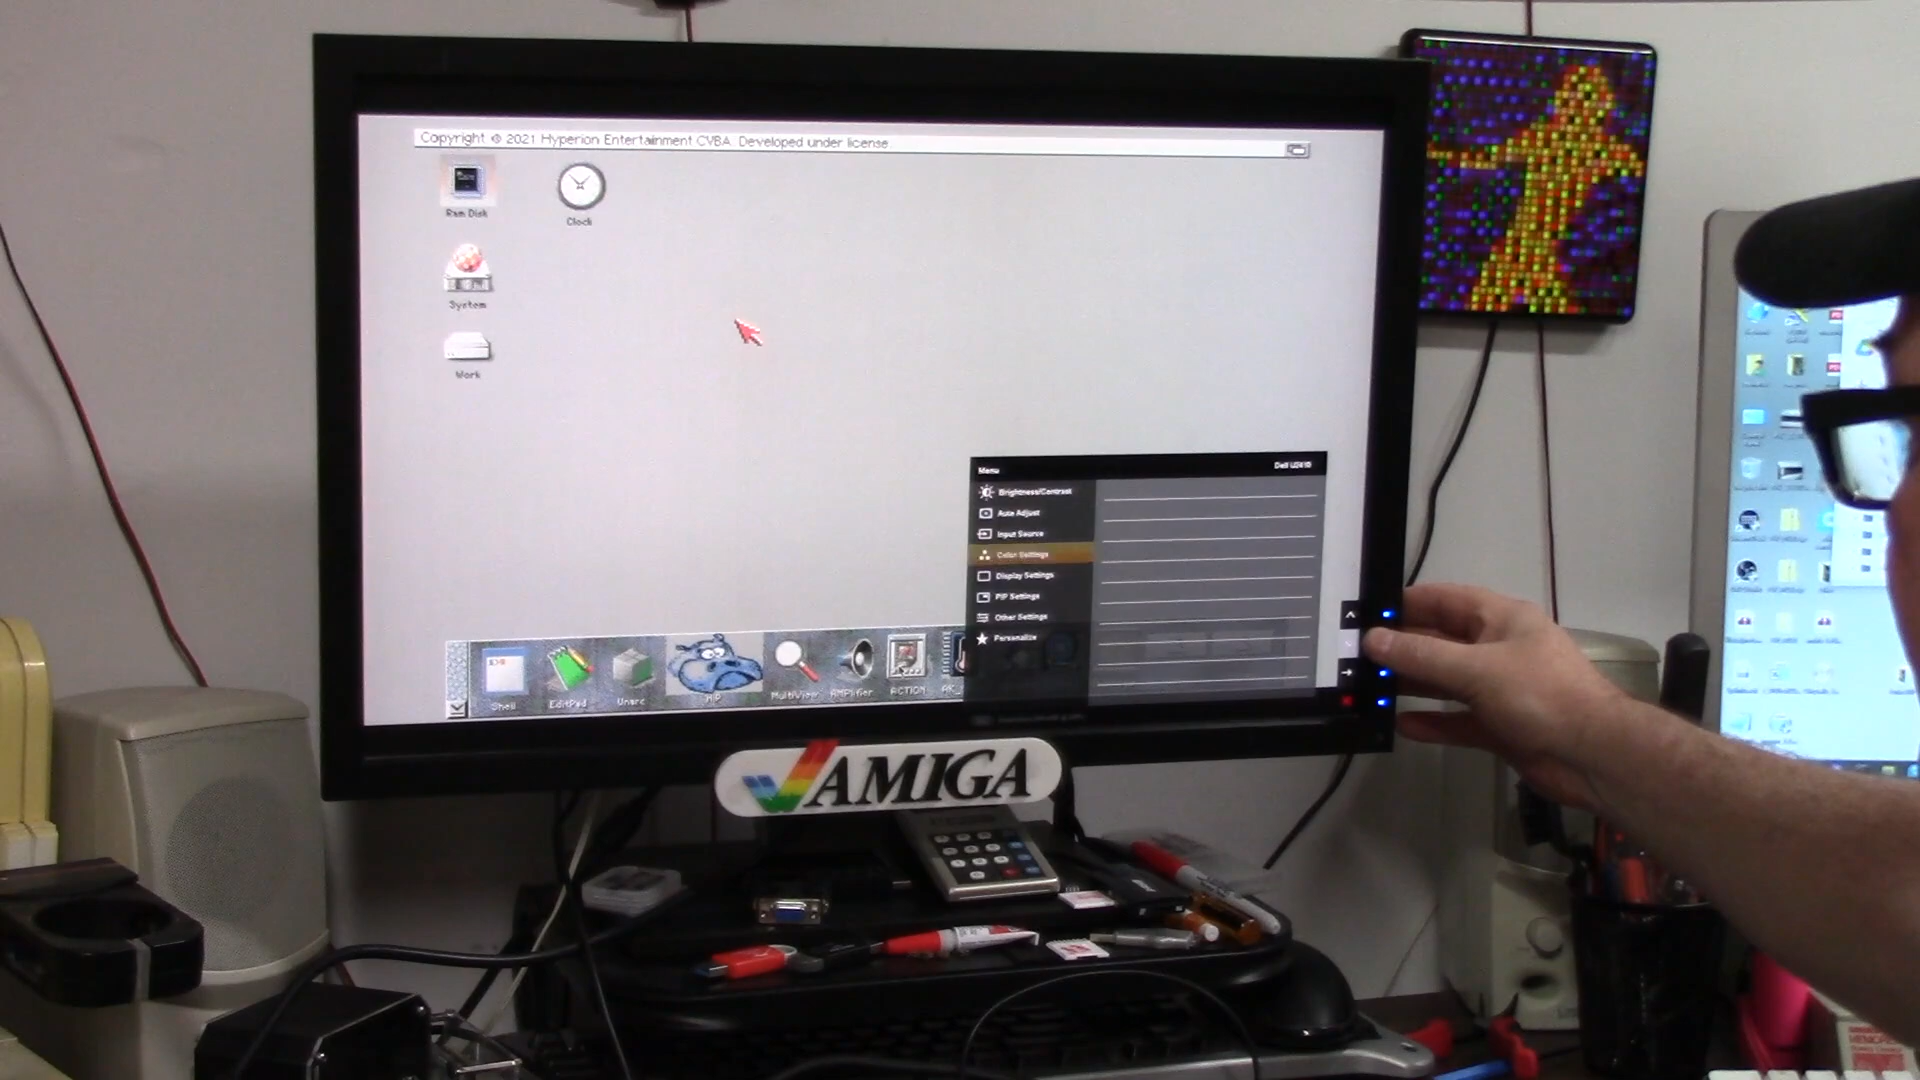 Copyright © 2021 Hyperion Entertainment CVBA. Developed under license.
Ram Disk
Clock
System
Work
Menu
Dell U2410
Brightness/Contrast
Auto Adjust
Input Source
Color Settings
Display Settings
PIP Settings
Other Settings
Personalize
Shell
EditPad
Unarc
MultiView
AMPlifier
ACTION
AMIGA